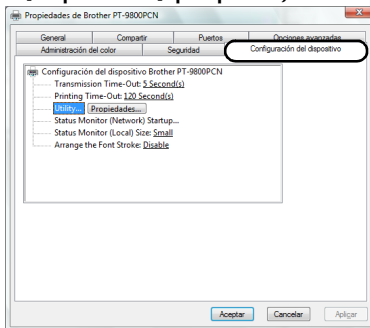 Propiedades de Brother PT-9800PCN
General Compartir Puertos Opciones avanzadas
Administración del color Seguridad Configuración del dispositivo
Configuración del dispositivo Brother PT-9800PCN
Transmission Time-Out: 5 Second(s)
Printing Time-Out: 120 Second(s)
Utility... Propiedades...
Status Monitor (Network) Startup...
Status Monitor (Local) Size: Small
Arrange the Font Stroke: Disable
Aceptar Cancelar Aplicar